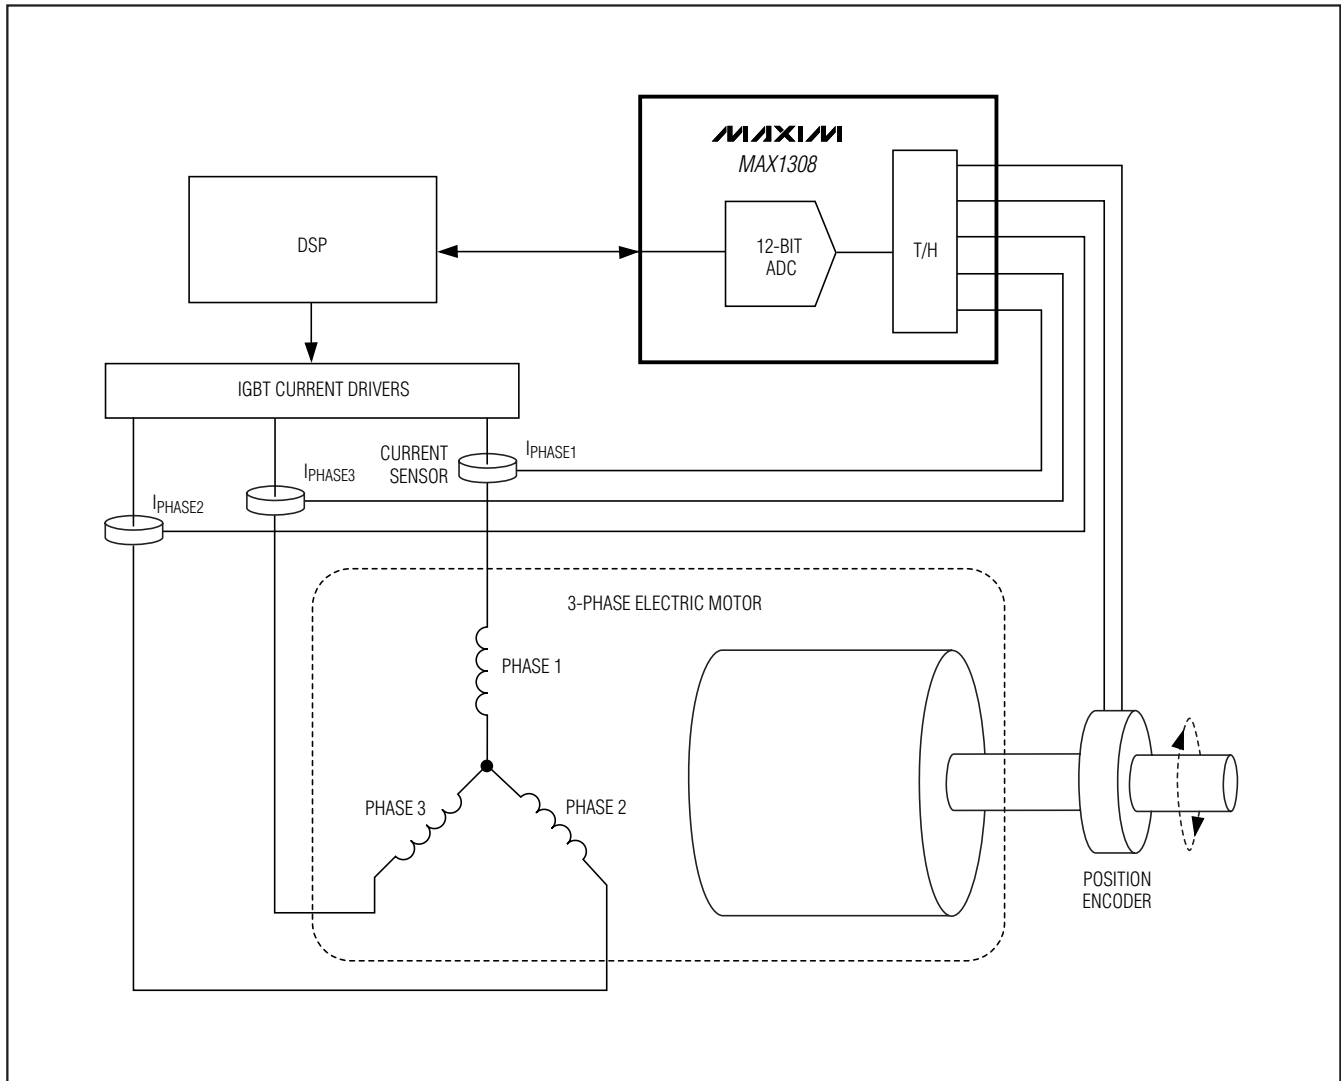 MAXIM
MAX1308
DSP
12-BIT
ADC
T/H
IGBT CURRENT DRIVERS
CURRENT
SENSOR
IPHASE1
IPHASE3
IPHASE2
3-PHASE ELECTRIC MOTOR
PHASE 1
PHASE 3
PHASE 2
POSITION
ENCODER